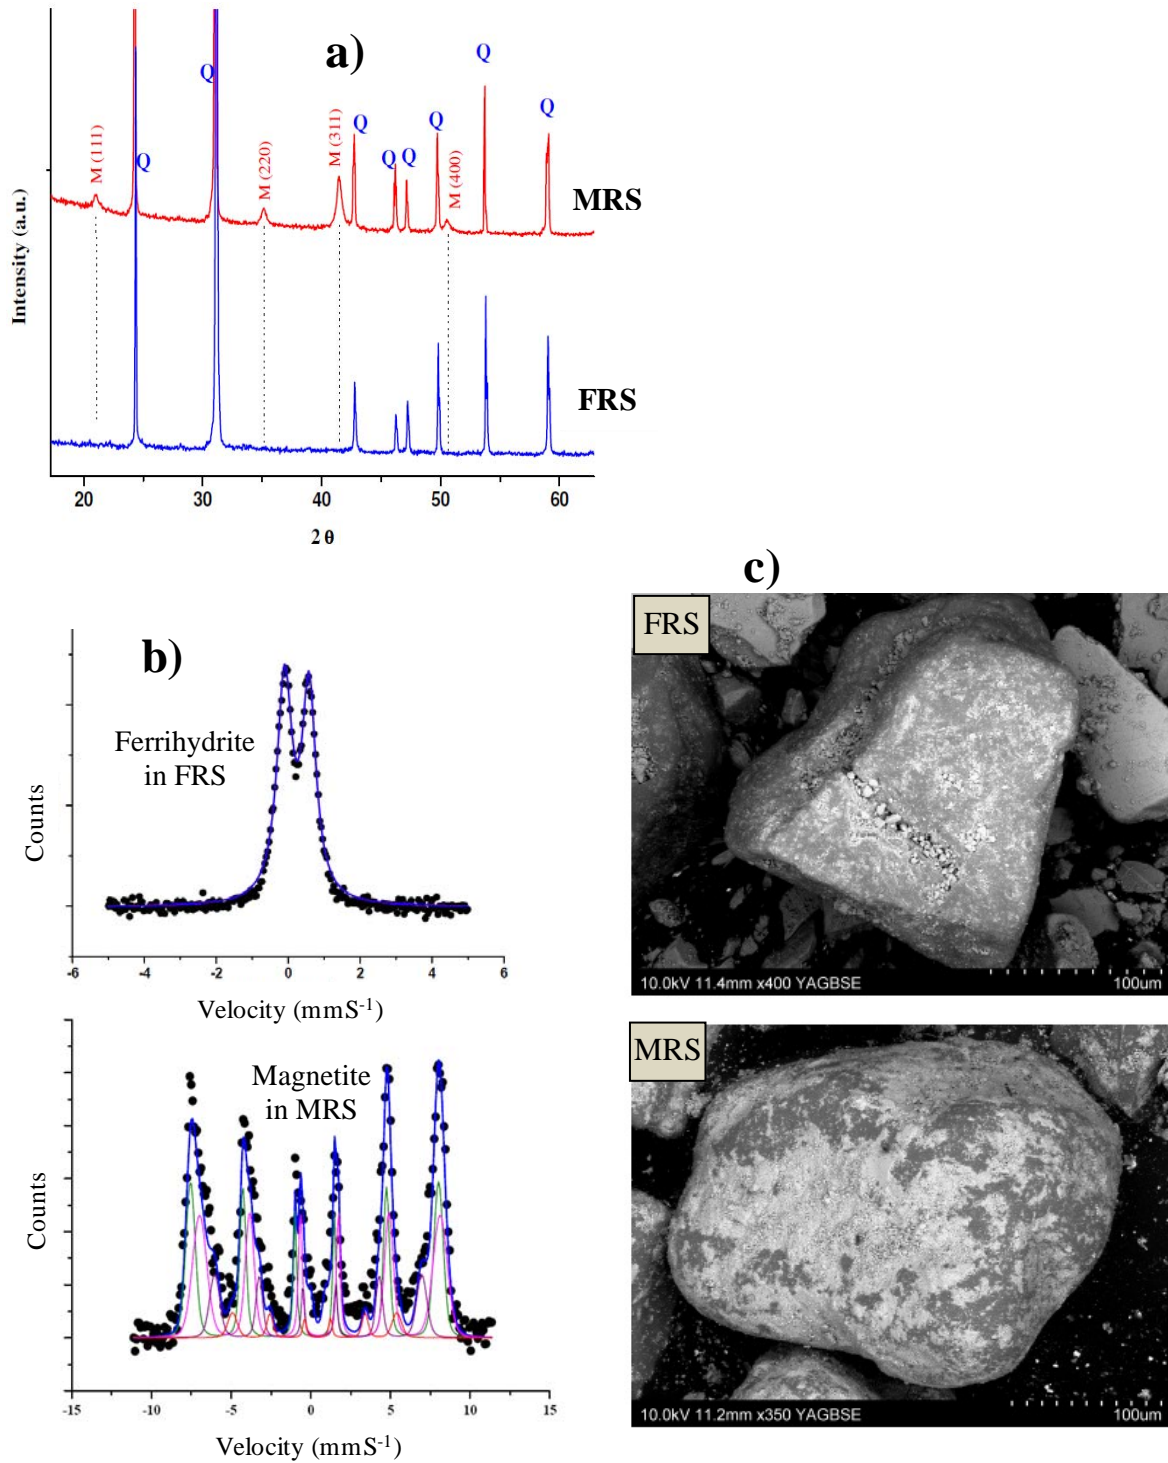 a)
Q
Q
M (111)
M (220)
M (311)
Q
Q
Q
Q
M (400)
Q
Q
MRS
FRS
Intensity (a.u.)
20 30 40 50 60
2 θ
b)
Ferrihydrite
in FRS
Counts
-6 -4 -2 0 2 4 6
Velocity (mmS-1)
Magnetite
in MRS
Counts
-15 -10 -5 0 5 10 15
Velocity (mmS-1)
c)
FRS
10.0kV 11.4mm x400 YAGBSE 100um
MRS
10.0kV 11.2mm x350 YAGBSE 100um